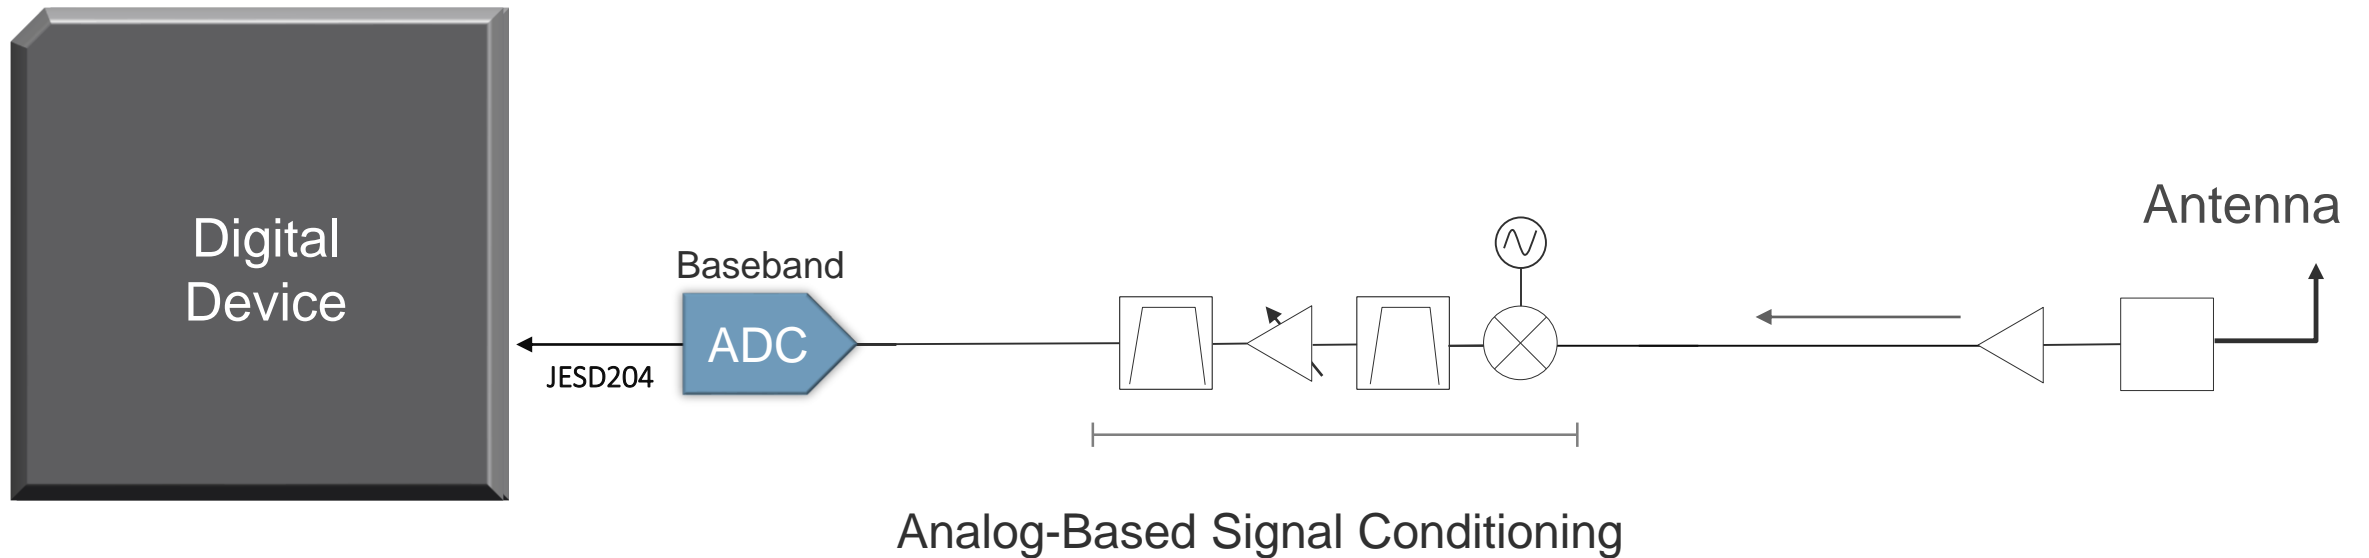 Digital
Device
Baseband
ADC
JESD204
Antenna
Analog-Based Signal Conditioning